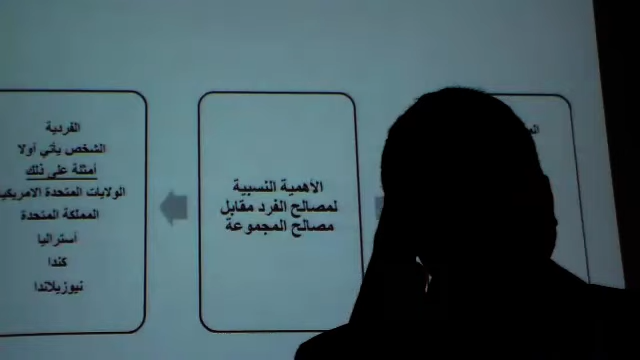 الأهمية النسبية
لمصالح الفرد مقابل
مصالح المجموعة
الفردية
الشخص يأتي أولا
أمثلة على ذلك
الولايات المتحدة الامريكية
المملكة المتحدة
أستراليا
كندا
نيوزيلاندا